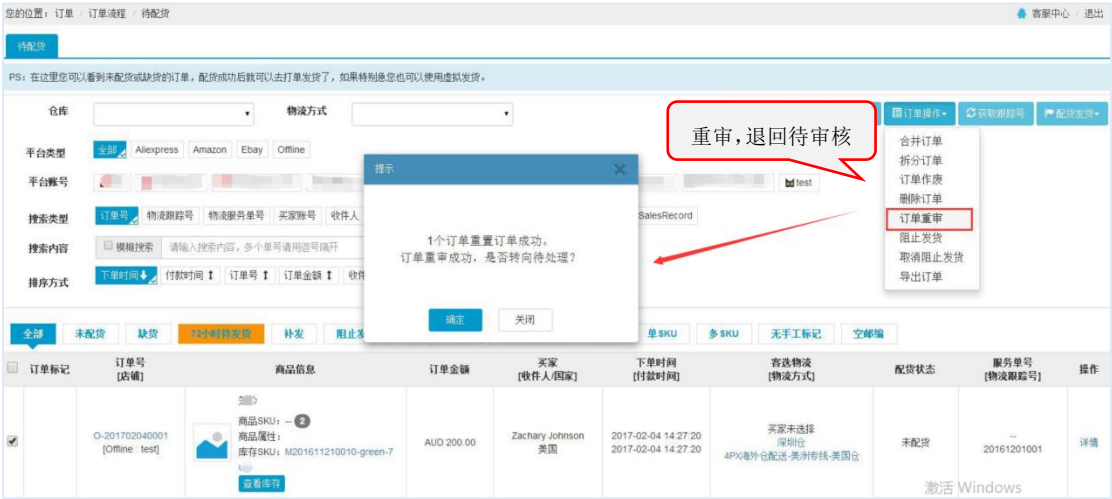 您的位置：订单 / 订单流程 / 待配货
客服中心 / 退出
待配货
PS：在这里您可以看到未配货或缺货的订单，配货成功后就可以去打单发货了，如果特别急您也可以使用虚拟发货。
仓库 物流方式
订单操作 获取跟踪号 配货发货
重审，退回待审核
合并订单
拆分订单
订单作废
删除订单
订单重审
阻止发货
取消阻止发货
导出订单
平台类型 全部 Aliexpress Amazon Ebay Offline
平台账号 test
搜索类型 订单号 物流跟踪号 物流服务单号 买家账号 收件人 SalesRecord
搜索内容 模糊搜索 请输入搜索内容，多个单号请用逗号隔开
排序方式 下单时间 付款时间 订单号 订单金额
提示
1个订单重置订单成功。
订单重审成功，是否转向待处理？
确定 关闭
全部 未配货 缺货 72小时待发货 补发 单SKU 多SKU 无手工标记 空邮编
订单标记 订单号 商品信息 订单金额 买家 下单时间 客选物流 配货状态 服务单号 操作
[店铺] [收件人/国家] [付款时间] [物流方式] [物流跟踪号]
O-201702040001
[Offline : test]
商品SKU：-- 2
商品属性：
库存SKU：M201611210010-green-7
查看库存
AUD 200.00
Zachary Johnson
美国
2017-02-04 14:27:20
2017-02-04 14:27:20
买家未选择
深圳仓
4PX海外仓配送-美洲专线-美国仓
未配货
--
20161201001
详情
激活 Windows